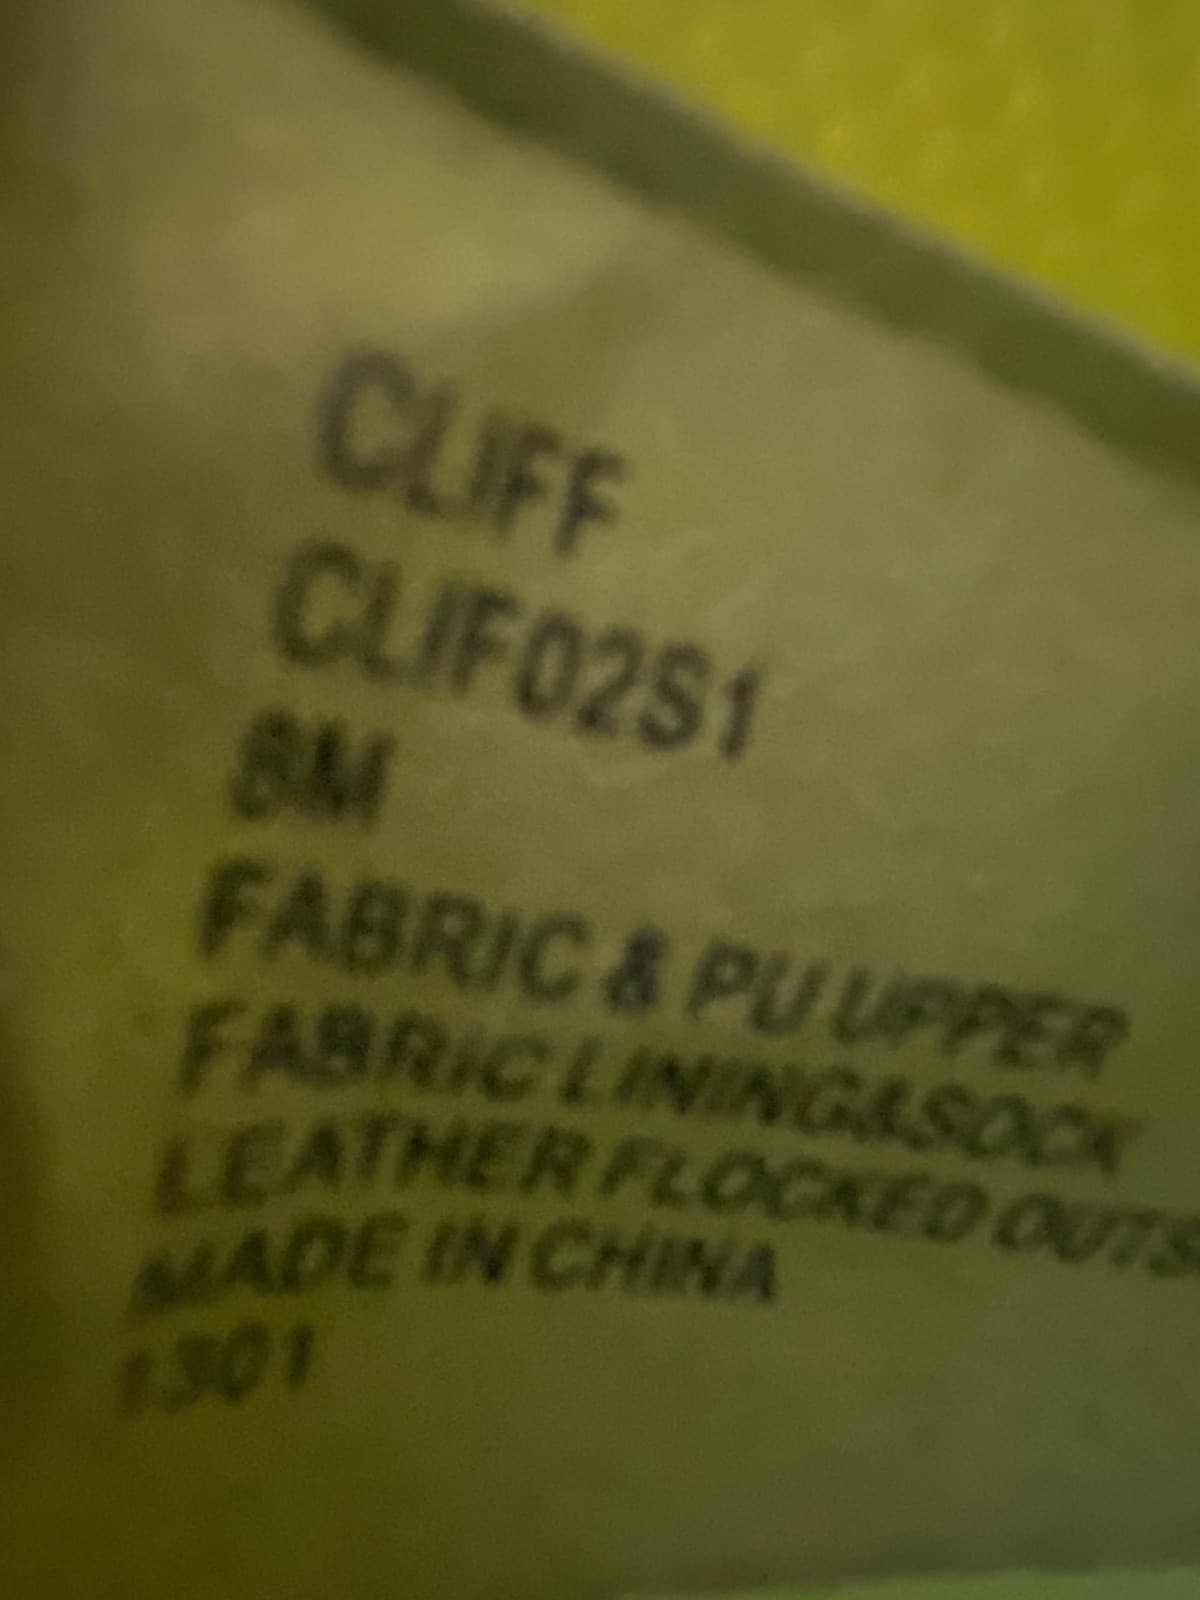 CLIFF
CLIF02S1
8M
FABRIC & PU UPPER
FABRIC LINING&SOCK
LEATHER FLOCKED OUTS
MADE IN CHINA
1301